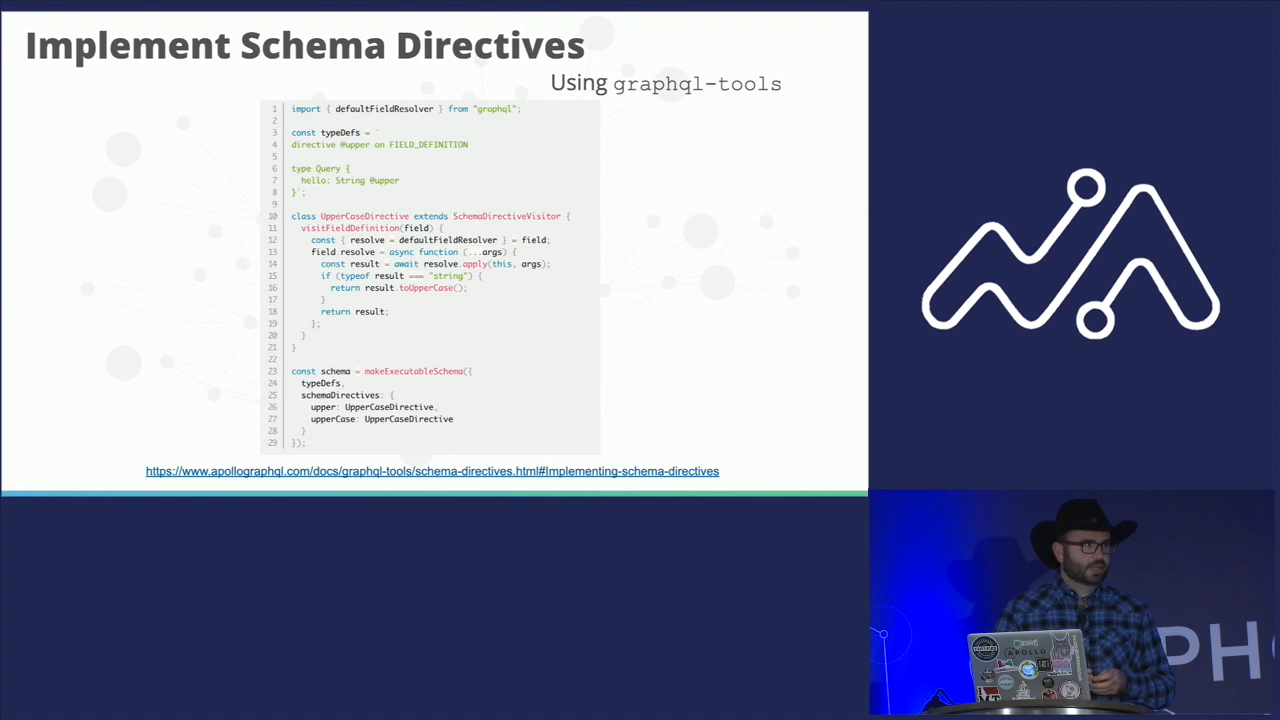 Implement Schema Directives
Using graphql-tools
1 import { defaultFieldResolver } from "graphql";
2
3 const typeDefs = `
4 directive @upper on FIELD_DEFINITION
5
6 type Query {
7 hello: String @upper
8 }`;
9
10 class UpperCaseDirective extends SchemaDirectiveVisitor {
11 visitFieldDefinition(field) {
12 const { resolve = defaultFieldResolver } = field;
13 field.resolve = async function (...args) {
14 const result = await resolve.apply(this, args);
15 if (typeof result === "string") {
16 return result.toUpperCase();
17 }
18 return result;
19 };
20 }
21 }
22
23 const schema = makeExecutableSchema({
24 typeDefs,
25 schemaDirectives: {
26 upper: UpperCaseDirective,
27 upperCase: UpperCaseDirective
28 }
29 });
https://www.apollographql.com/docs/graphql-tools/schema-directives.html#Implementing-schema-directives
PH
APOLLO